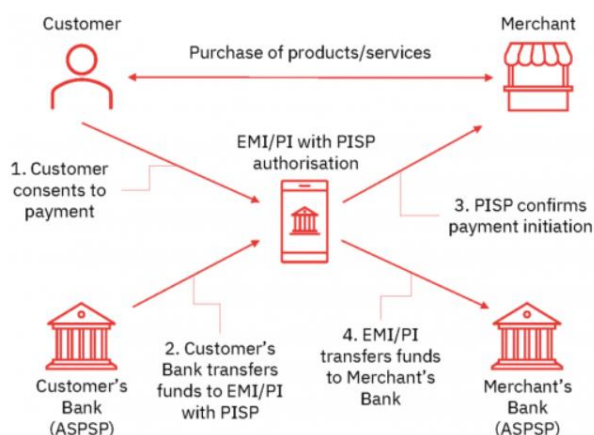 Customer
Merchant
Purchase of products/services
EMI/PI with PISP
authorisation
1. Customer
consents to
payment
3. PISP confirms
payment initiation
2. Customer's
Bank transfers
funds to EMI/PI
with PISP
4. EMI/PI
transfers funds
to Merchant's
Bank
Customer's
Bank
(ASPSP)
Merchant's
Bank
(ASPSP)